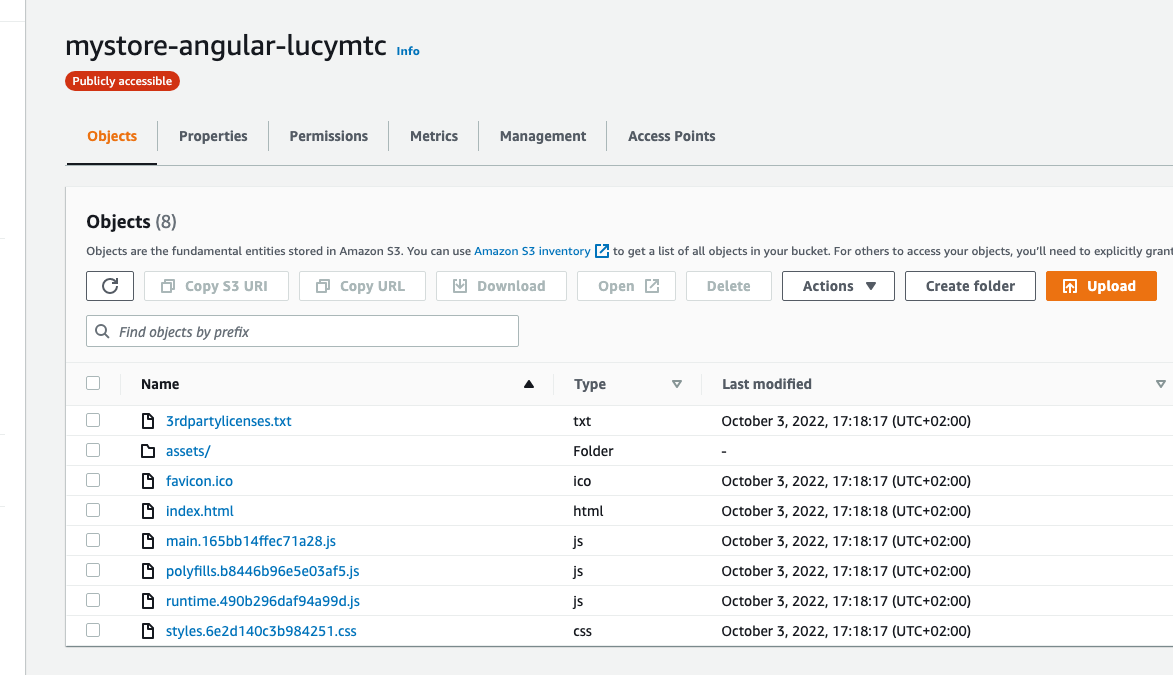 mystore-angular-lucymtc Info
Publicly accessible
Objects Properties Permissions Metrics Management Access Points
Objects (8)
Objects are the fundamental entities stored in Amazon S3. You can use Amazon S3 inventory to get a list of all objects in your bucket. For others to access your objects, you'll need to explicitly grant
Copy S3 URI Copy URL Download Open Delete Actions Create folder Upload
Find objects by prefix
Name Type Last modified
3rdpartylicenses.txt txt October 3, 2022, 17:18:17 (UTC+02:00)
assets/ Folder -
favicon.ico ico October 3, 2022, 17:18:17 (UTC+02:00)
index.html html October 3, 2022, 17:18:18 (UTC+02:00)
main.165bb14ffec71a28.js js October 3, 2022, 17:18:17 (UTC+02:00)
polyfills.b8446b96e5e03af5.js js October 3, 2022, 17:18:17 (UTC+02:00)
runtime.490b296daf94a99d.js js October 3, 2022, 17:18:17 (UTC+02:00)
styles.6e2d140c3b984251.css css October 3, 2022, 17:18:17 (UTC+02:00)